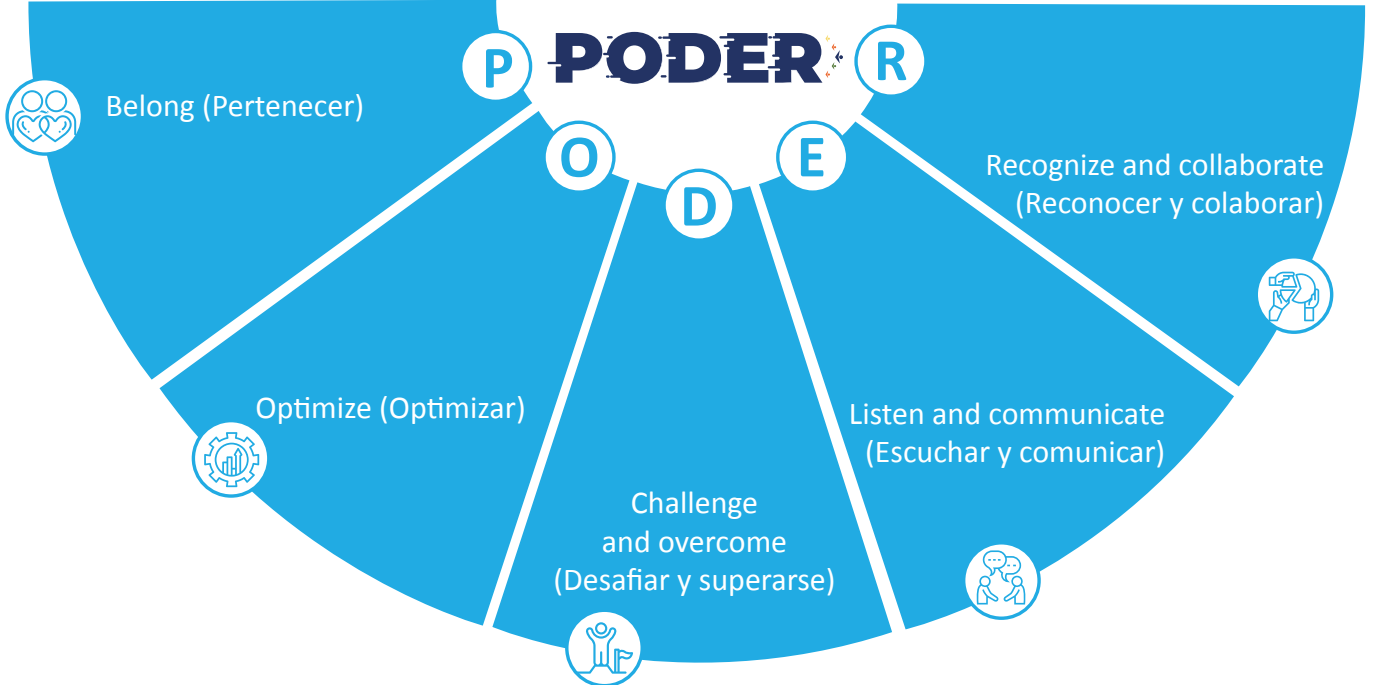 PODER
P
Belong (Pertenecer)
O
Optimize (Optimizar)
D
Challenge
and overcome
(Desafiar y superarse)
E
Listen and communicate
(Escuchar y comunicar)
R
Recognize and collaborate
(Reconocer y colaborar)